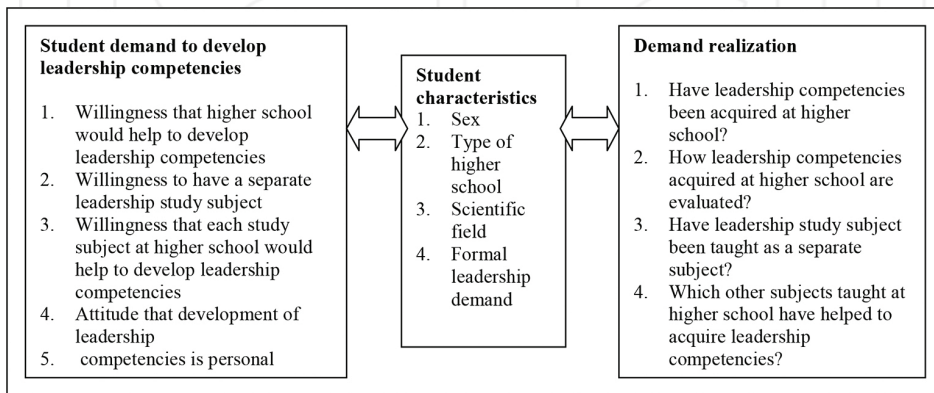 Student demand to develop
leadership competencies
1. Willingness that higher school
would help to develop
leadership competencies
2. Willingness to have a separate
leadership study subject
3. Willingness that each study
subject at higher school would
help to develop leadership
competencies
4. Attitude that development of
leadership
5. competencies is personal
Student
characteristics
1. Sex
2. Type of
higher
school
3. Scientific
field
4. Formal
leadership
demand
Demand realization
1. Have leadership competencies
been acquired at higher
school?
2. How leadership competencies
acquired at higher school are
evaluated?
3. Have leadership study subject
been taught as a separate
subject?
4. Which other subjects taught at
higher school have helped to
acquire leadership
competencies?